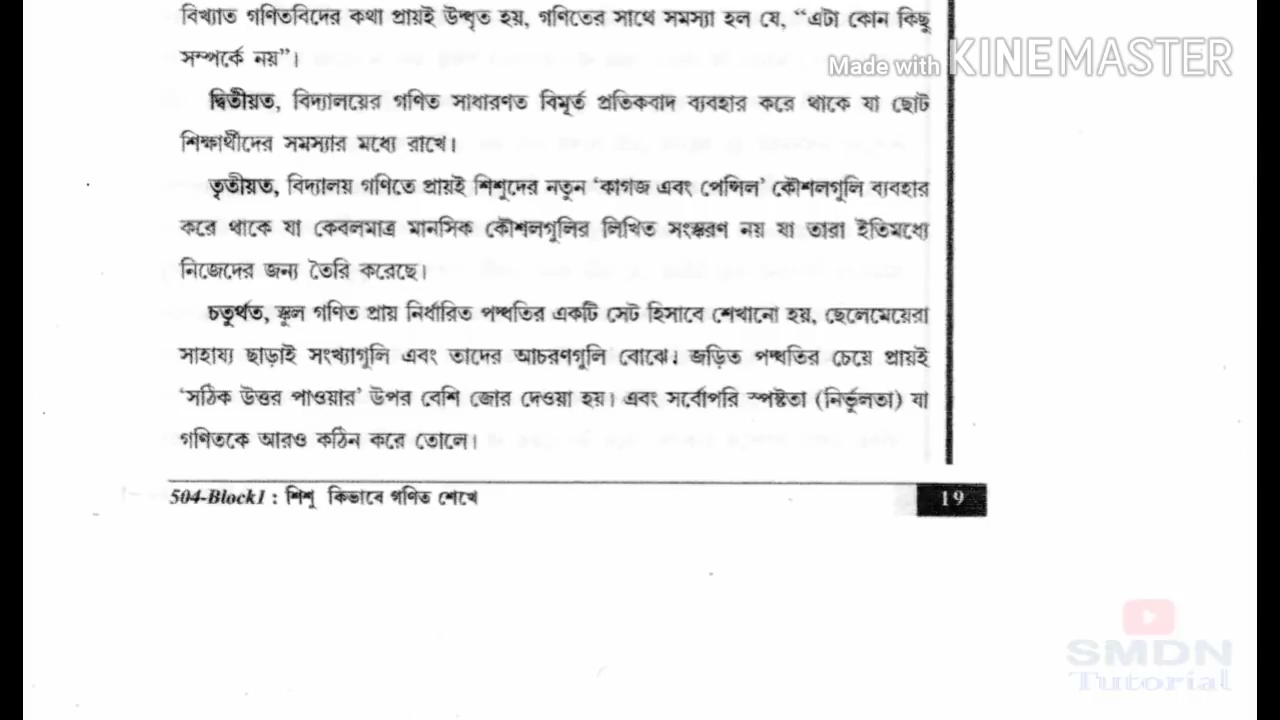 বিখ্যাত গণিতবিদের কথা প্রায়ই উদ্ধৃত হয়, গণিতের সাথে সমস্যা হল যে, “এটা কোন কিছু
সম্পর্কে নয়”।
Made with KINEMASTER
দ্বিতীয়ত, বিদ্যালয়ের গণিত সাধারণত বিমূর্ত প্রতিকবাদ ব্যবহার করে থাকে যা ছোট
শিক্ষার্থীদের সমস্যার মধ্যে রাখে।
তৃতীয়ত, বিদ্যালয় গণিতে প্রায়ই শিশুদের নতুন ‘কাগজ এবং পেন্সিল’ কৌশলগুলি ব্যবহার
করে থাকে যা কেবলমাত্র মানসিক কৌশলগুলির লিখিত সংস্করণ নয় যা তারা ইতিমধ্যে
নিজেদের জন্য তৈরি করেছে।
চতুর্থত, স্কুল গণিত প্রায় নির্ধারিত পদ্ধতির একটি সেট হিসাবে শেখানো হয়, ছেলেমেয়েরা
সাহায্য ছাড়াই সংখ্যাগুলি এবং তাদের আচরণগুলি বোঝে। জড়িত পদ্ধতির চেয়ে প্রায়ই
‘সঠিক উত্তর পাওয়ার’ উপর বেশি জোর দেওয়া হয়। এবং সর্বোপরি স্পষ্টতা (নির্ভুলতা) যা
গণিতকে আরও কঠিন করে তোলে।
504-Block1 : শিশু কিভাবে গণিত শেখে
19
SMDN
Tutorial